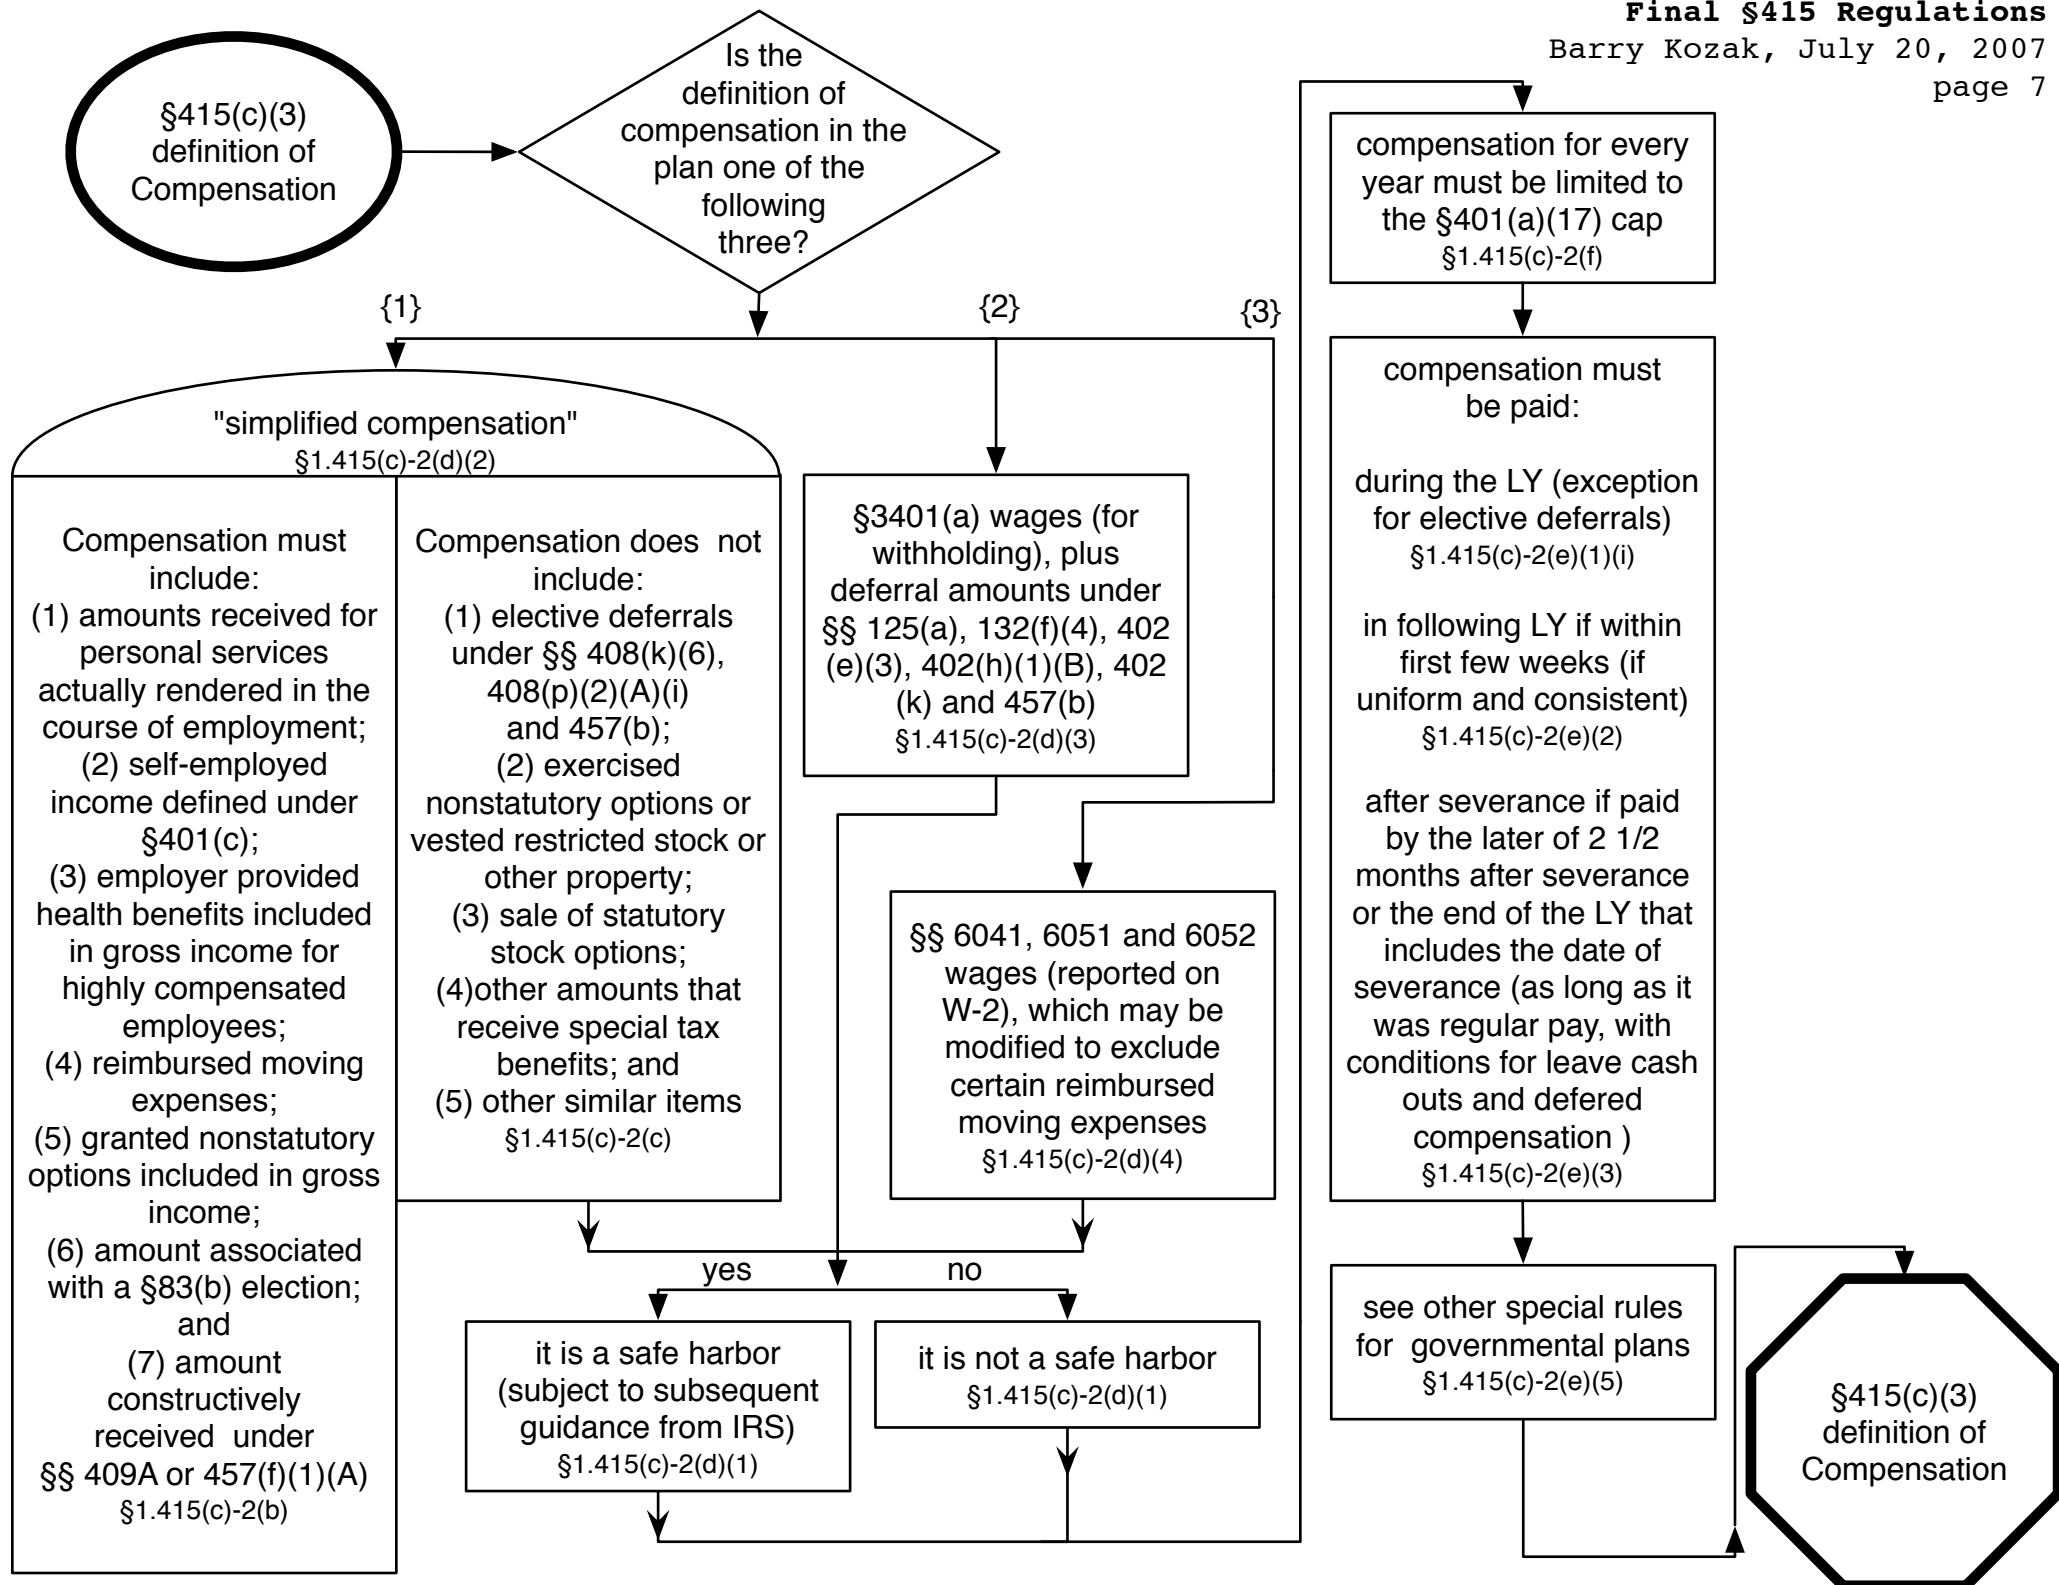 Final §415 Regulations
Barry Kozak, July 20, 2007
page 7
§415(c)(3)
definition of
Compensation
Is the
definition of
compensation in the
plan one of the
following
three?
{1}
{2}
{3}
"simplified compensation"
§1.415(c)-2(d)(2)
Compensation must
include:
(1) amounts received for
personal services
actually rendered in the
course of employment;
(2) self-employed
income defined under
§401(c);
(3) employer provided
health benefits included
in gross income for
highly compensated
employees;
(4) reimbursed moving
expenses;
(5) granted nonstatutory
options included in gross
income;
(6) amount associated
with a §83(b) election;
and
(7) amount
constructively
received under
§§ 409A or 457(f)(1)(A)
§1.415(c)-2(b)
Compensation does not
include:
(1) elective deferrals
under §§ 408(k)(6),
408(p)(2)(A)(i)
and 457(b);
(2) exercised
nonstatutory options or
vested restricted stock or
other property;
(3) sale of statutory
stock options;
(4)other amounts that
receive special tax
benefits; and
(5) other similar items
§1.415(c)-2(c)
§3401(a) wages (for
withholding), plus
deferral amounts under
§§ 125(a), 132(f)(4), 402
(e)(3), 402(h)(1)(B), 402
(k) and 457(b)
§1.415(c)-2(d)(3)
§§ 6041, 6051 and 6052
wages (reported on
W-2), which may be
modified to exclude
certain reimbursed
moving expenses
§1.415(c)-2(d)(4)
yes
no
it is a safe harbor
(subject to subsequent
guidance from IRS)
§1.415(c)-2(d)(1)
it is not a safe harbor
§1.415(c)-2(d)(1)
compensation for every
year must be limited to
the §401(a)(17) cap
§1.415(c)-2(f)
compensation must
be paid:
during the LY (exception
for elective deferrals)
§1.415(c)-2(e)(1)(i)
in following LY if within
first few weeks (if
uniform and consistent)
§1.415(c)-2(e)(2)
after severance if paid
by the later of 2 1/2
months after severance
or the end of the LY that
includes the date of
severance (as long as it
was regular pay, with
conditions for leave cash
outs and defered
compensation )
§1.415(c)-2(e)(3)
see other special rules
for governmental plans
§1.415(c)-2(e)(5)
§415(c)(3)
definition of
Compensation